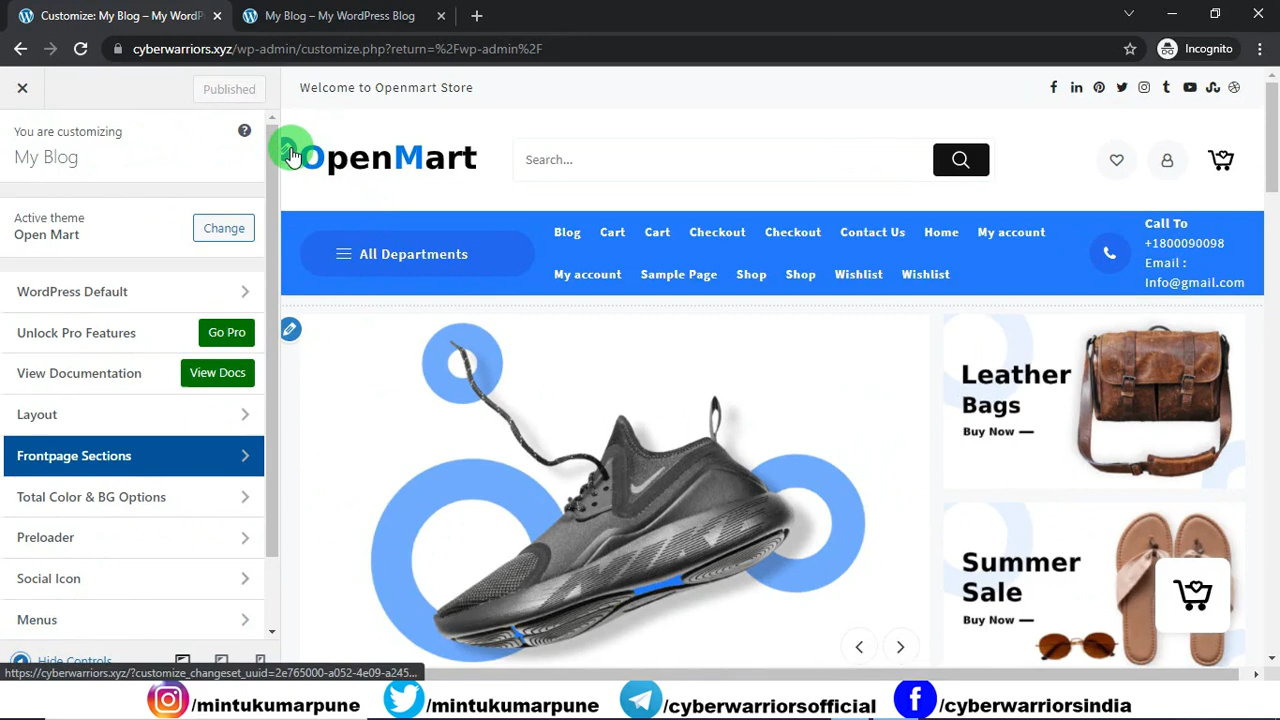 Customize: My Blog – My WordP
My Blog – My WordPress Blog
cyberwarriors.xyz/wp-admin/customize.php?return=%2Fwp-admin%2F
Incognito
Published
You are customizing
My Blog
Active theme
Open Mart
Change
WordPress Default
Unlock Pro Features
Go Pro
View Documentation
View Docs
Layout
Frontpage Sections
Total Color & BG Options
Preloader
Social Icon
Menus
Hide Controls
https://cyberwarriors.xyz/?customize_changeset_uuid=2e765000-a052-4e09-a245...
Welcome to Openmart Store
OpenMart
Search...
All Departments
Blog Cart Cart Checkout Checkout Contact Us Home My account
My account Sample Page Shop Shop Wishlist Wishlist
Call To
+1800090098
Email :
Info@gmail.com
Leather
Bags
Buy Now
Summer
Sale
Buy Now
/mintukumarpune /mintukumarpune /cyberwarriorsofficial /cyberwarriorsindia